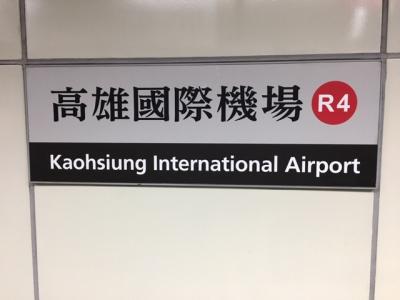 高雄國際機場 R4
Kaohsiung International Airport